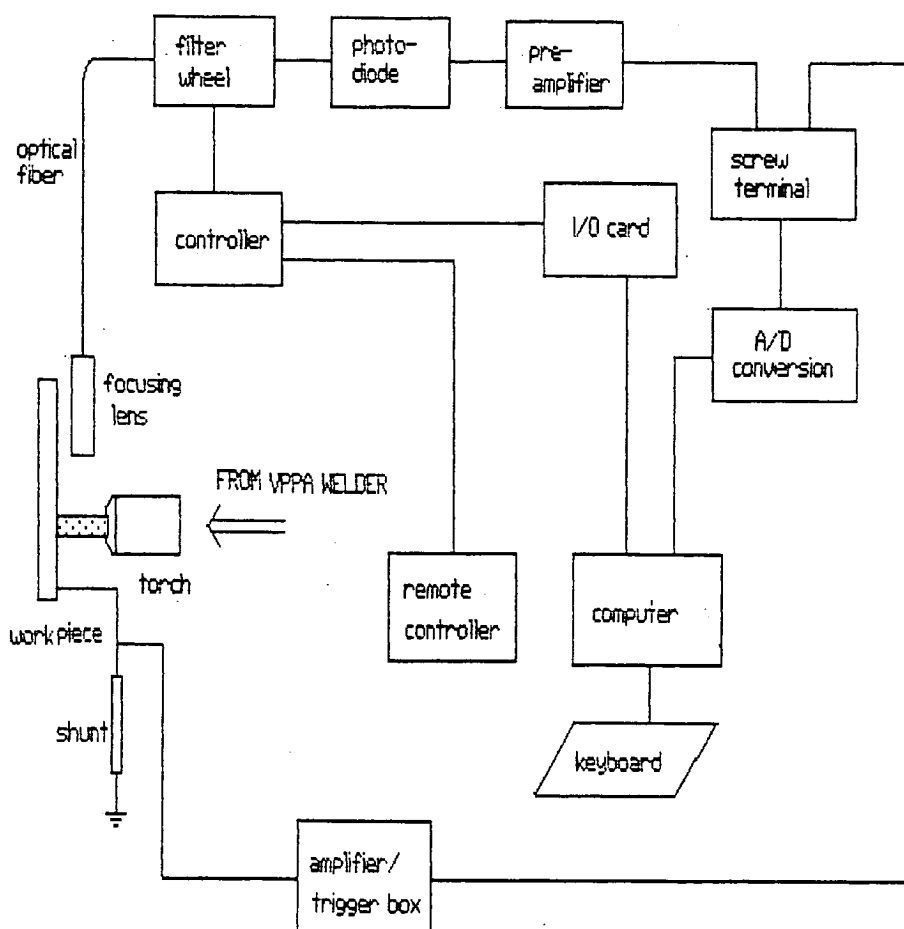 filter
wheel
photo-
diode
pre-
amplifier
optical
fiber
screw
terminal
controller
I/O card
A/D
conversion
focusing
lens
FROM VPPA WELDER
torch
remote
controller
computer
workpiece
shunt
keyboard
amplifier/
trigger box